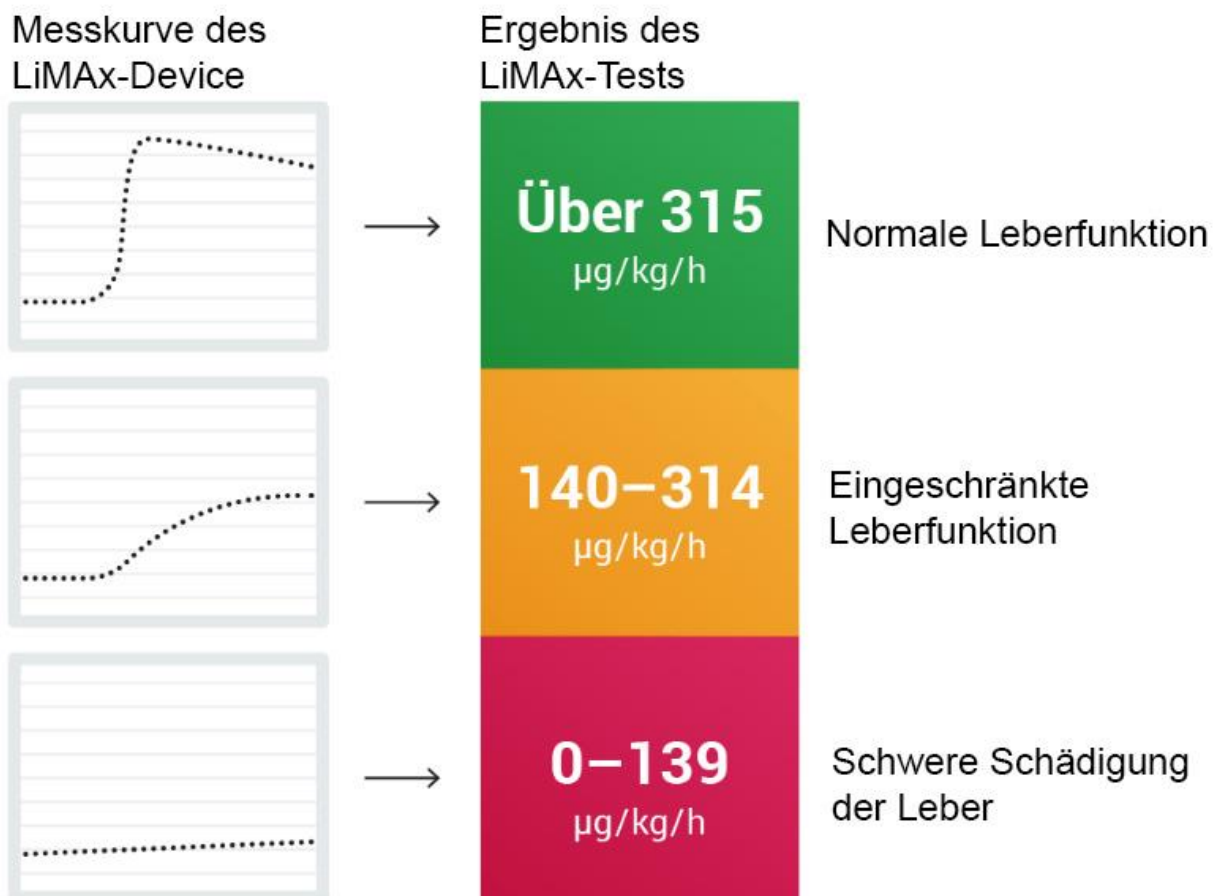 Messkurve des
LiMAx-Device
Ergebnis des
LiMAx-Tests
Über 315
µg/kg/h
Normale Leberfunktion
140–314
µg/kg/h
Eingeschränkte
Leberfunktion
0–139
µg/kg/h
Schwere Schädigung
der Leber